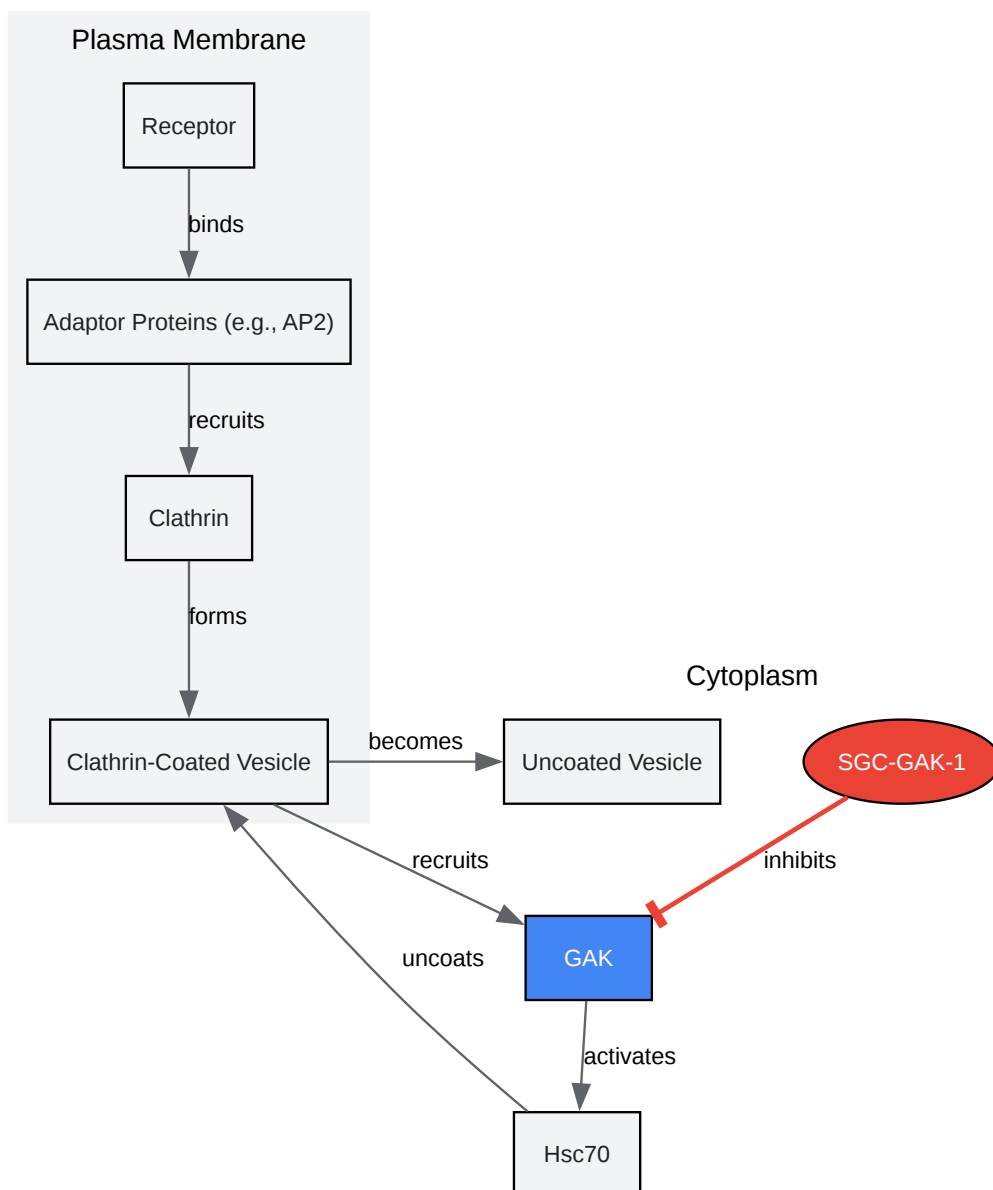 Plasma Membrane
Receptor
binds
Adaptor Proteins (e.g., AP2)
recruits
Clathrin
forms
Cytoplasm
Clathrin-Coated Vesicle
becomes
Uncoated Vesicle
SGC-GAK-1
recruits
inhibits
uncoats
GAK
activates
Hsc70